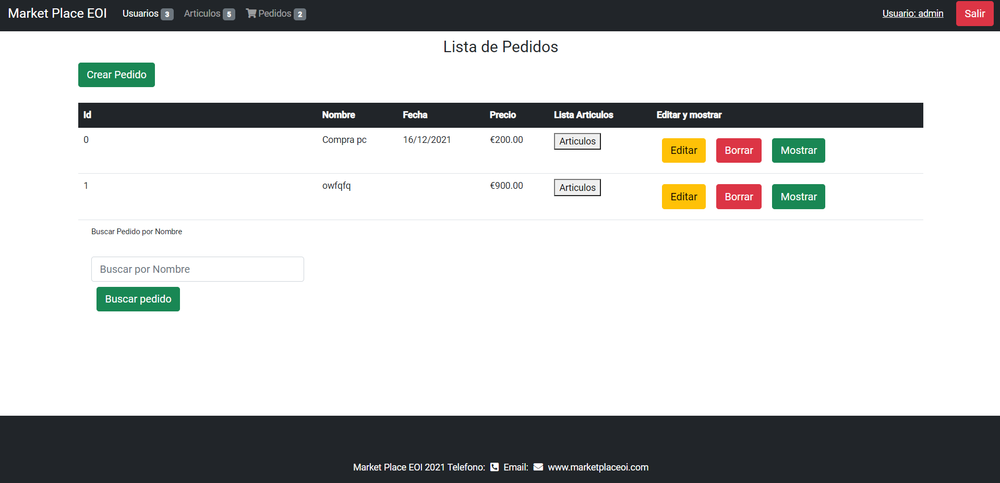 Market Place EOI Usuarios 3 Articulos 5 Pedidos 2 Usuario: admin Salir
Lista de Pedidos
Crear Pedido
Id Nombre Fecha Precio Lista Articulos Editar y mostrar
0 Compra pc 16/12/2021 €200.00 Articulos Editar Borrar Mostrar
1 owfqfq €900.00 Articulos Editar Borrar Mostrar
Buscar Pedido por Nombre
Buscar por Nombre
Buscar pedido
Market Place EOI 2021 Telefono: Email: www.marketplaceoi.com